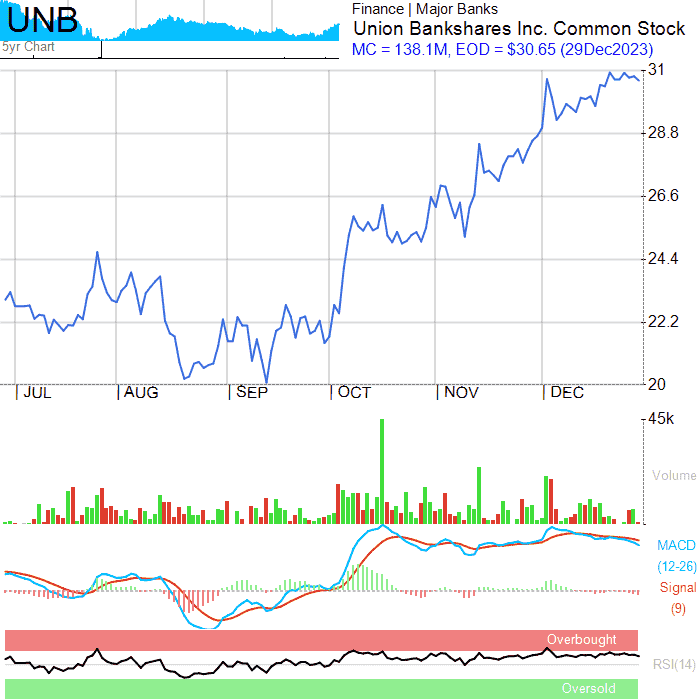 UNB
5yr Chart
Finance | Major Banks
Union Bankshares Inc. Common Stock
MC = 138.1M, EOD = $30.65 (29Dec2023)
31
28.8
26.6
24.4
22.2
20
| JUL | AUG | SEP | OCT | NOV | DEC
45k
Volume
MACD
(12-26)
Signal
(9)
Overbought
RSI(14)
Oversold